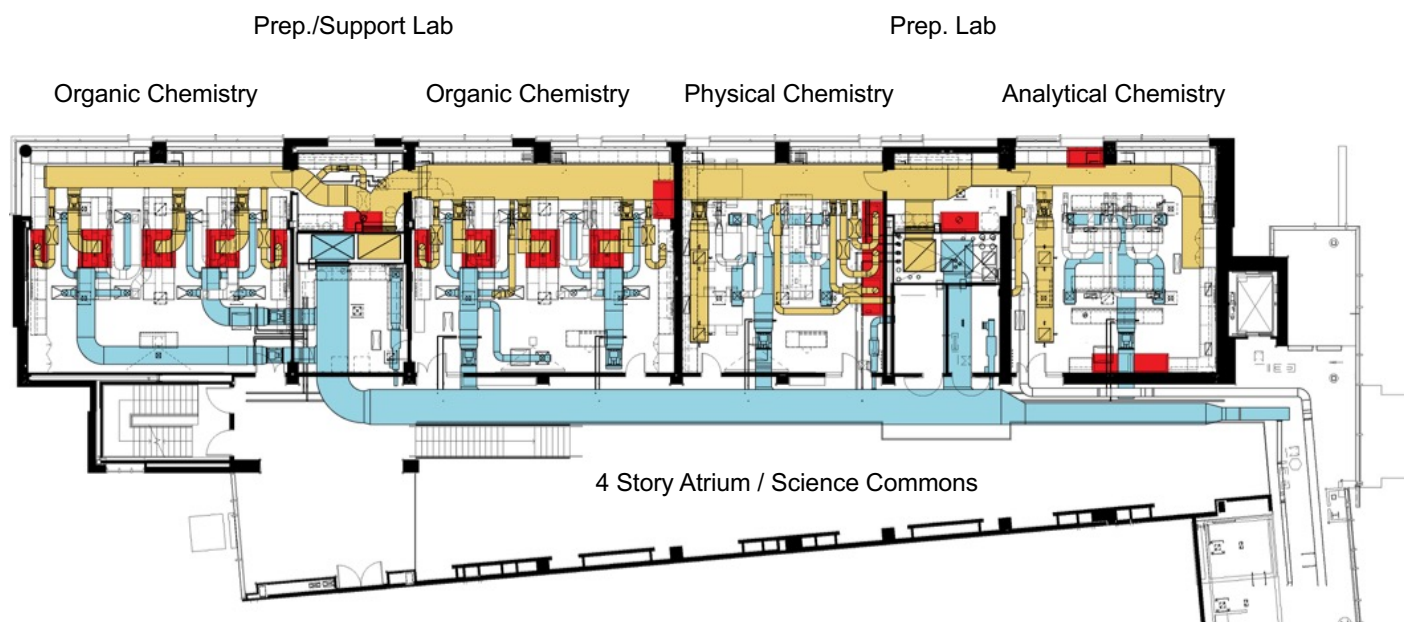 Prep./Support Lab
Prep. Lab
Organic Chemistry
Organic Chemistry
Physical Chemistry
Analytical Chemistry
4 Story Atrium / Science Commons